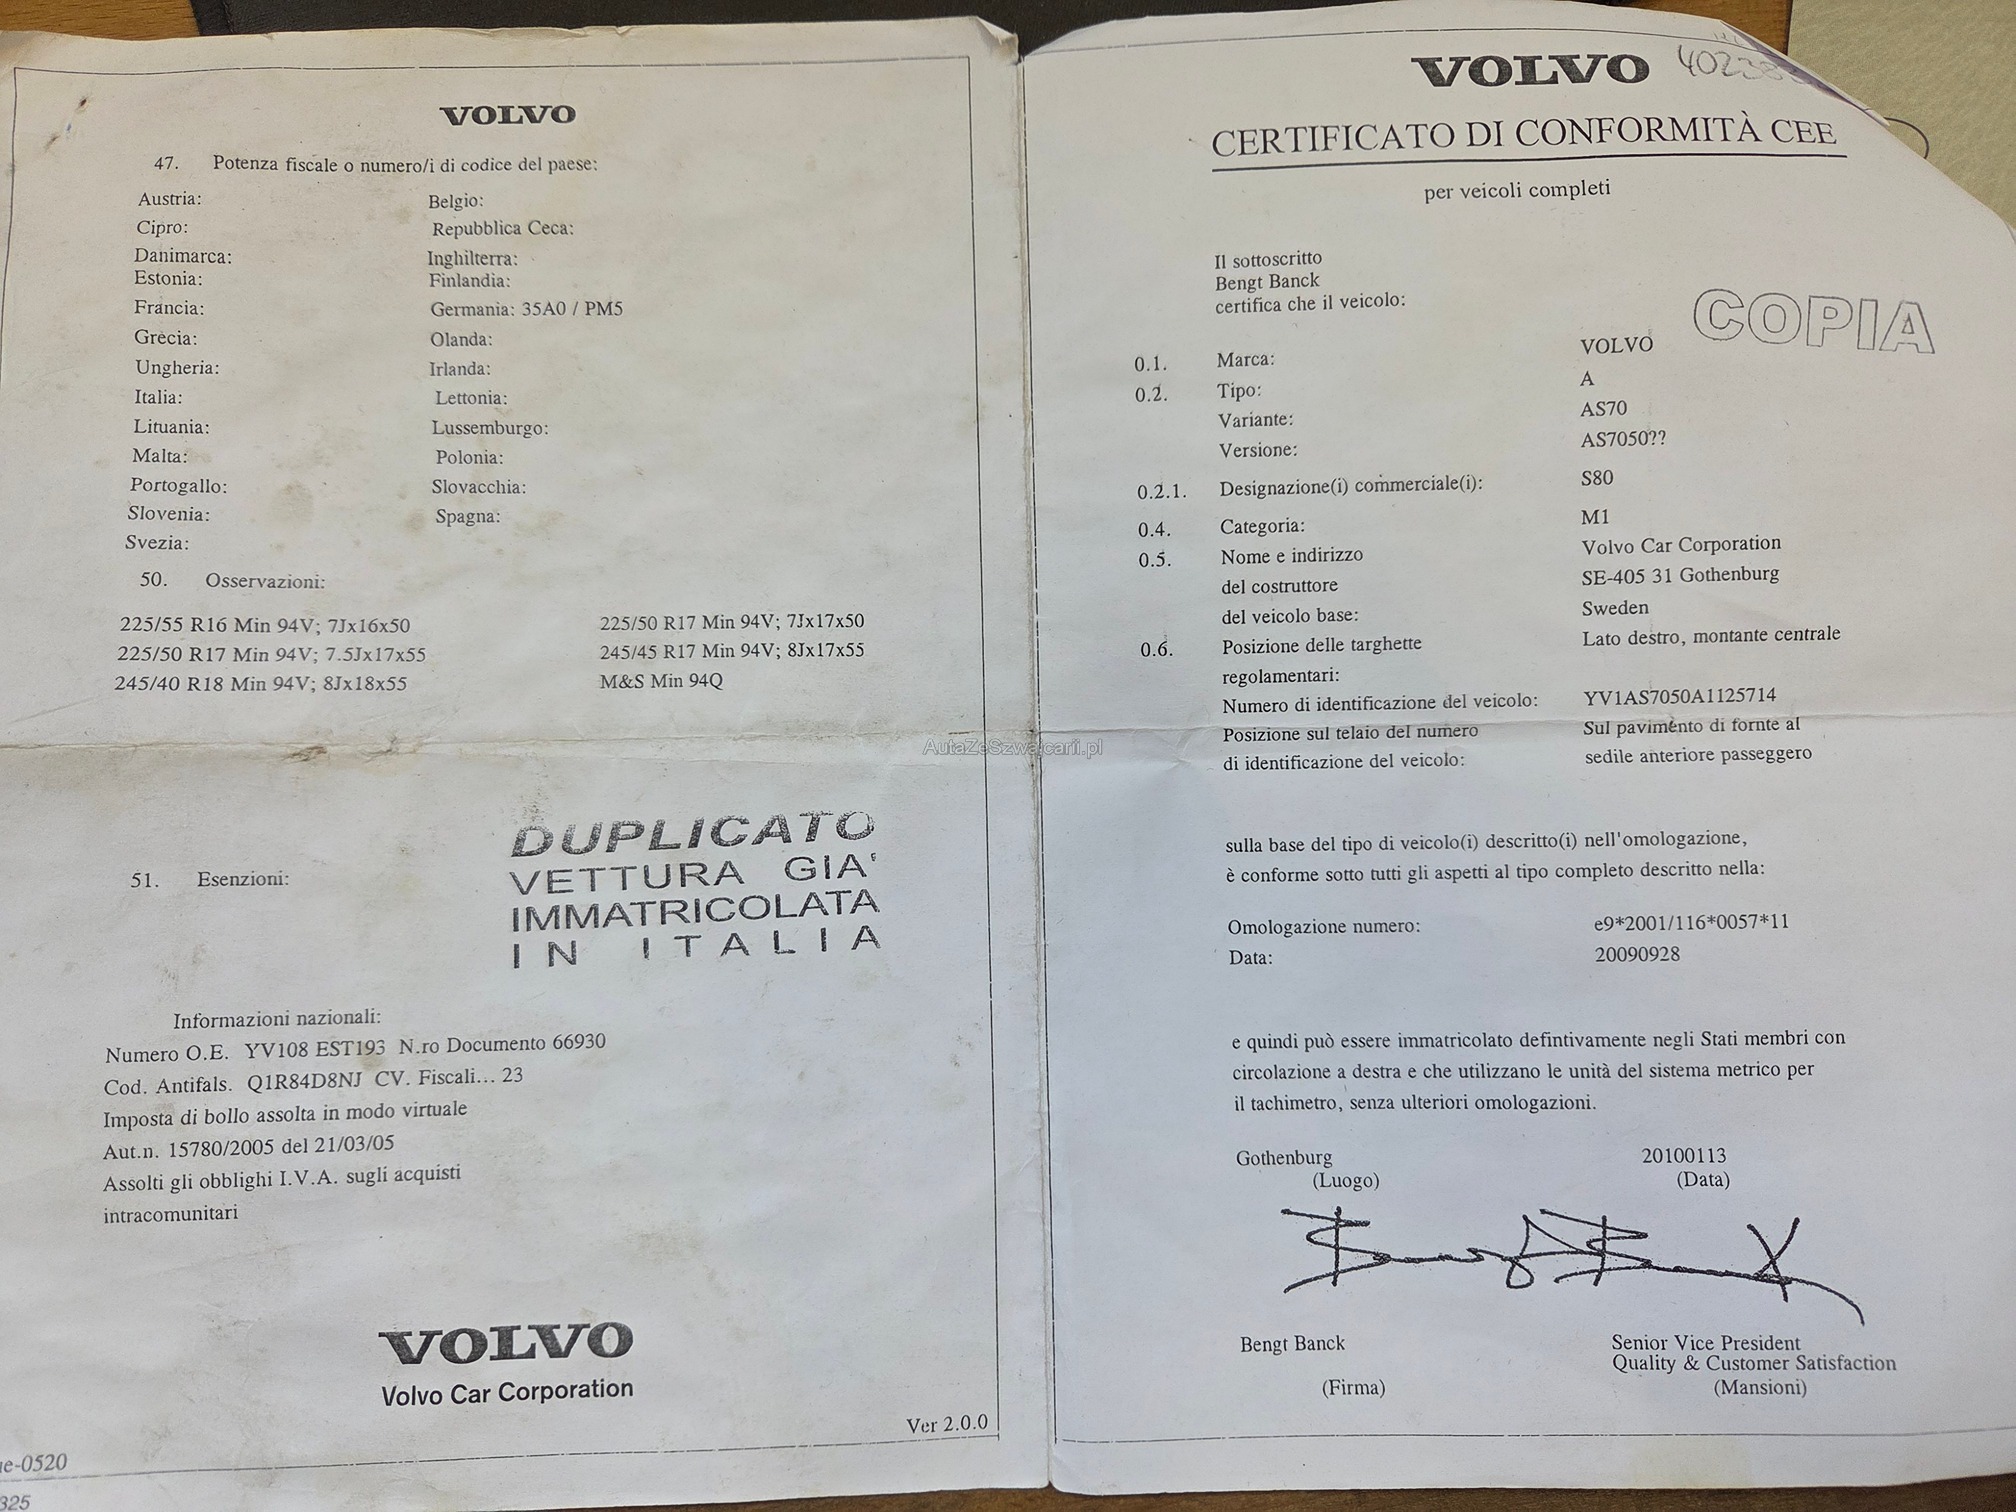 VOLVO
47. Potenza fiscale o numero/i di codice del paese:
Austria: Belgio:
Cipro: Repubblica Ceca:
Danimarca: Inghilterra:
Estonia: Finlandia:
Francia: Germania: 35A0 / PM5
Grecia: Olanda:
Ungheria: Irlanda:
Italia: Lettonia:
Lituania: Lussemburgo:
Malta: Polonia:
Portogallo: Slovacchia:
Slovenia: Spagna:
Svezia:
50. Osservazioni:
225/55 R16 Min 94V; 7Jx16x50 225/50 R17 Min 94V; 7Jx17x50
225/50 R17 Min 94V; 7.5Jx17x55 245/45 R17 Min 94V; 8Jx17x55
245/40 R18 Min 94V; 8Jx18x55 M&S Min 94Q
DUPLICATO
VETTURA GIA'
IMMATRICOLATA
IN ITALIA
51. Esenzioni:
Informazioni nazionali:
Numero O.E. YV108 EST193 N.ro Documento 66930
Cod. Antifals. Q1R84D8NJ CV. Fiscali... 23
Imposta di bollo assolta in modo virtuale
Aut.n. 15780/2005 del 21/03/05
Assolti gli obblighi I.V.A. sugli acquisti
intracomunitari
VOLVO
Volvo Car Corporation
Ver 2.0.0
-0520
325
VOLVO
CERTIFICATO DI CONFORMITÀ CEE
per veicoli completi
Il sottoscritto
Bengt Banck
certifica che il veicolo:
COPIA
0.1. Marca: VOLVO
0.2. Tipo: A
Variante: AS70
Versione: AS7050??
0.2.1. Designazione(i) commerciale(i): S80
0.4. Categoria: M1
0.5. Nome e indirizzo Volvo Car Corporation
del costruttore SE-405 31 Gothenburg
del veicolo base: Sweden
0.6. Posizione delle targhette Lato destro, montante centrale
regolamentari:
Numero di identificazione del veicolo: YV1AS7050A1125714
Posizione sul telaio del numero Sul pavimento di fornte al
di identificazione del veicolo: sedile anteriore passeggero
AutaZeSzwajcarii.pl
sulla base del tipo di veicolo(i) descritto(i) nell'omologazione,
è conforme sotto tutti gli aspetti al tipo completo descritto nella:
Omologazione numero: e9*2001/116*0057*11
Data: 20090928
e quindi può essere immatricolato defintivamente negli Stati membri con
circolazione a destra e che utilizzano le unità del sistema metrico per
il tachimetro, senza ulteriori omologazioni.
Gothenburg 20100113
(Luogo) (Data)
Bengt Banck Senior Vice President
Quality & Customer Satisfaction
(Firma) (Mansioni)